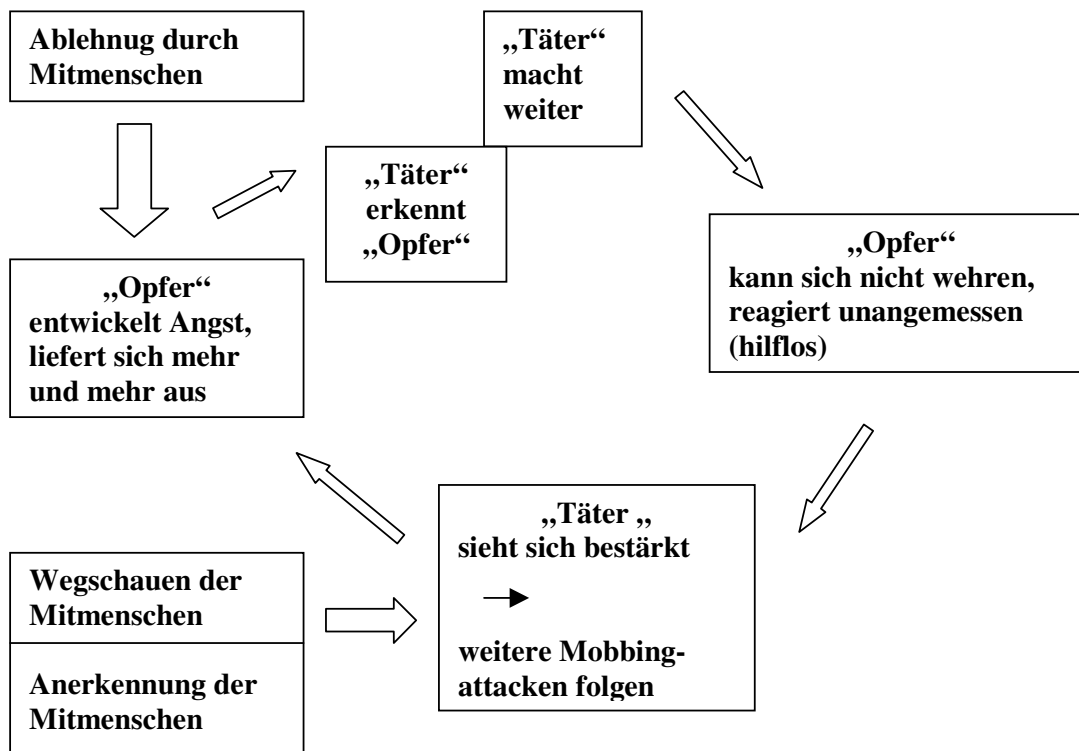 Ablehnug durch
Mitmenschen
„Täter“
macht
weiter
„Täter“
erkennt
„Opfer“
„Opfer“
kann sich nicht wehren,
reagiert unangemessen
(hilflos)
„Opfer“
entwickelt Angst,
liefert sich mehr
und mehr aus
„Täter „
sieht sich bestärkt
weitere Mobbing-
attacken folgen
Wegschauen der
Mitmenschen
Anerkennung der
Mitmenschen